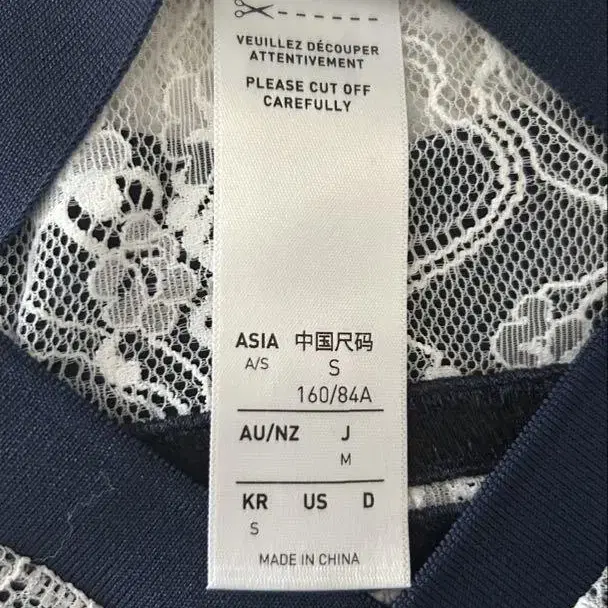 VEUILLEZ DÉCOUPER
ATTENTIVEMENT
PLEASE CUT OFF
CAREFULLY
ASIA 中国尺码
A/S S
160/84A
AU/NZ J
M
KR US D
S
MADE IN CHINA